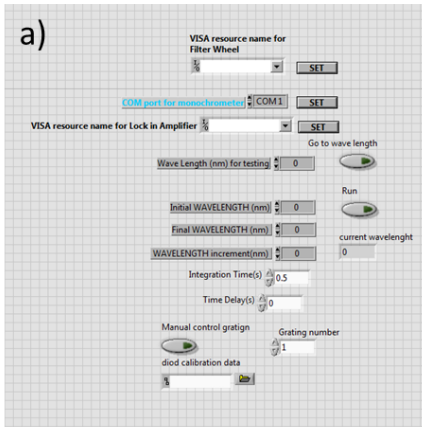 a)
VISA resource name for
Filter Wheel
SET
COM port for monochrometer COM1 SET
VISA resource name for Lock in Amplifier SET
Go to wave length
Wave Length (nm) for testing 0
Run
Initial WAVELENGTH (nm) 0
Final WAVELENGTH (nm) 0
current wavelenght
WAVELENGTH increment(nm) 0 0
Integration Time(s) 0.5
Time Delay(s) 0
Manual control gratign
Grating number
1
diod calibration data